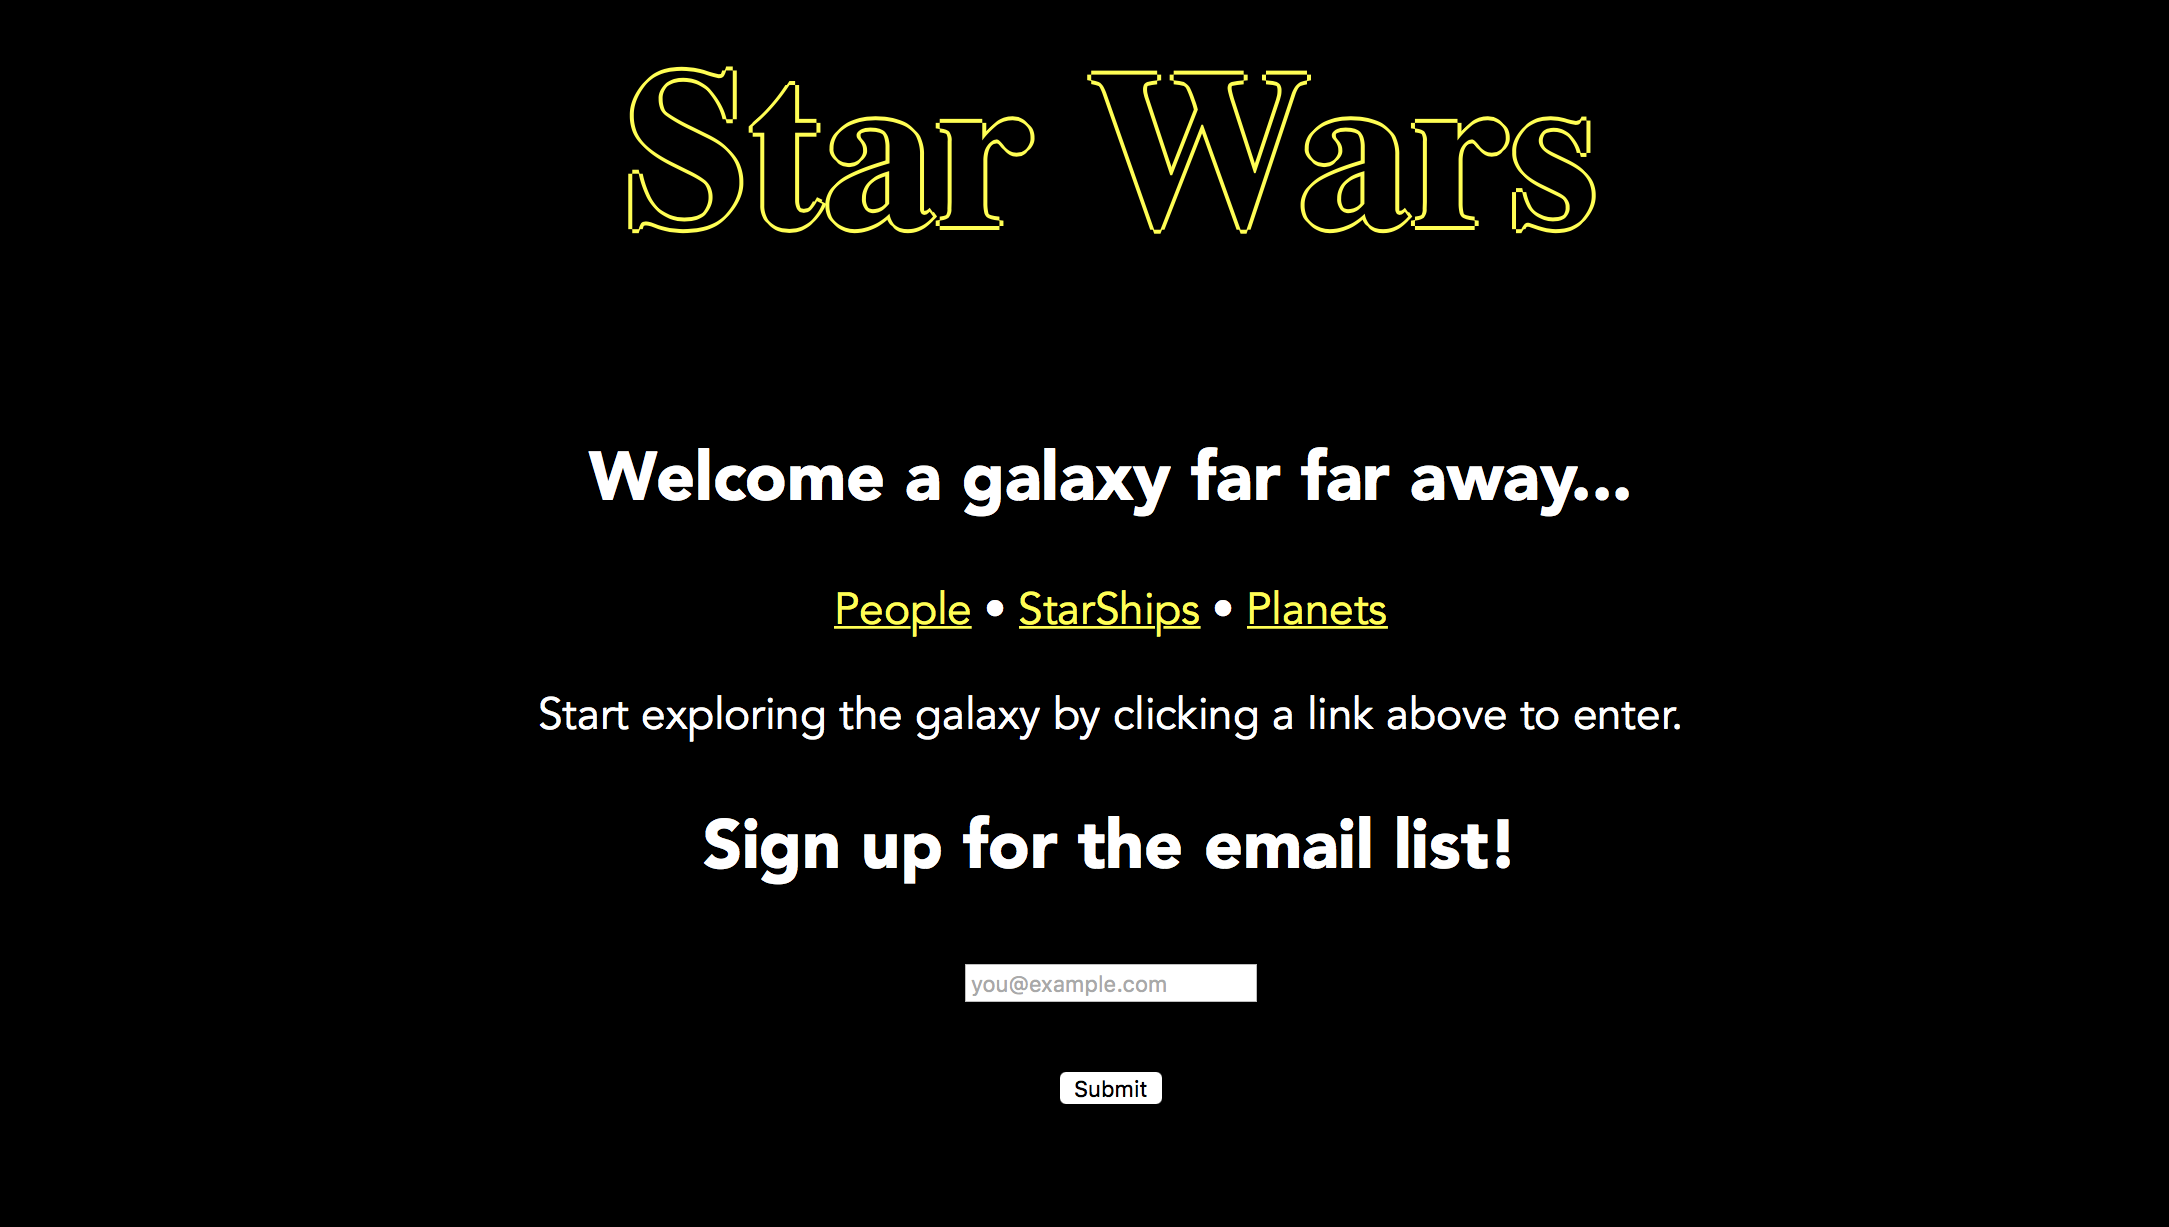 Star Wars
Welcome a galaxy far far away...
People • StarShips • Planets
Start exploring the galaxy by clicking a link above to enter.
Sign up for the email list!
you@example.com
Submit